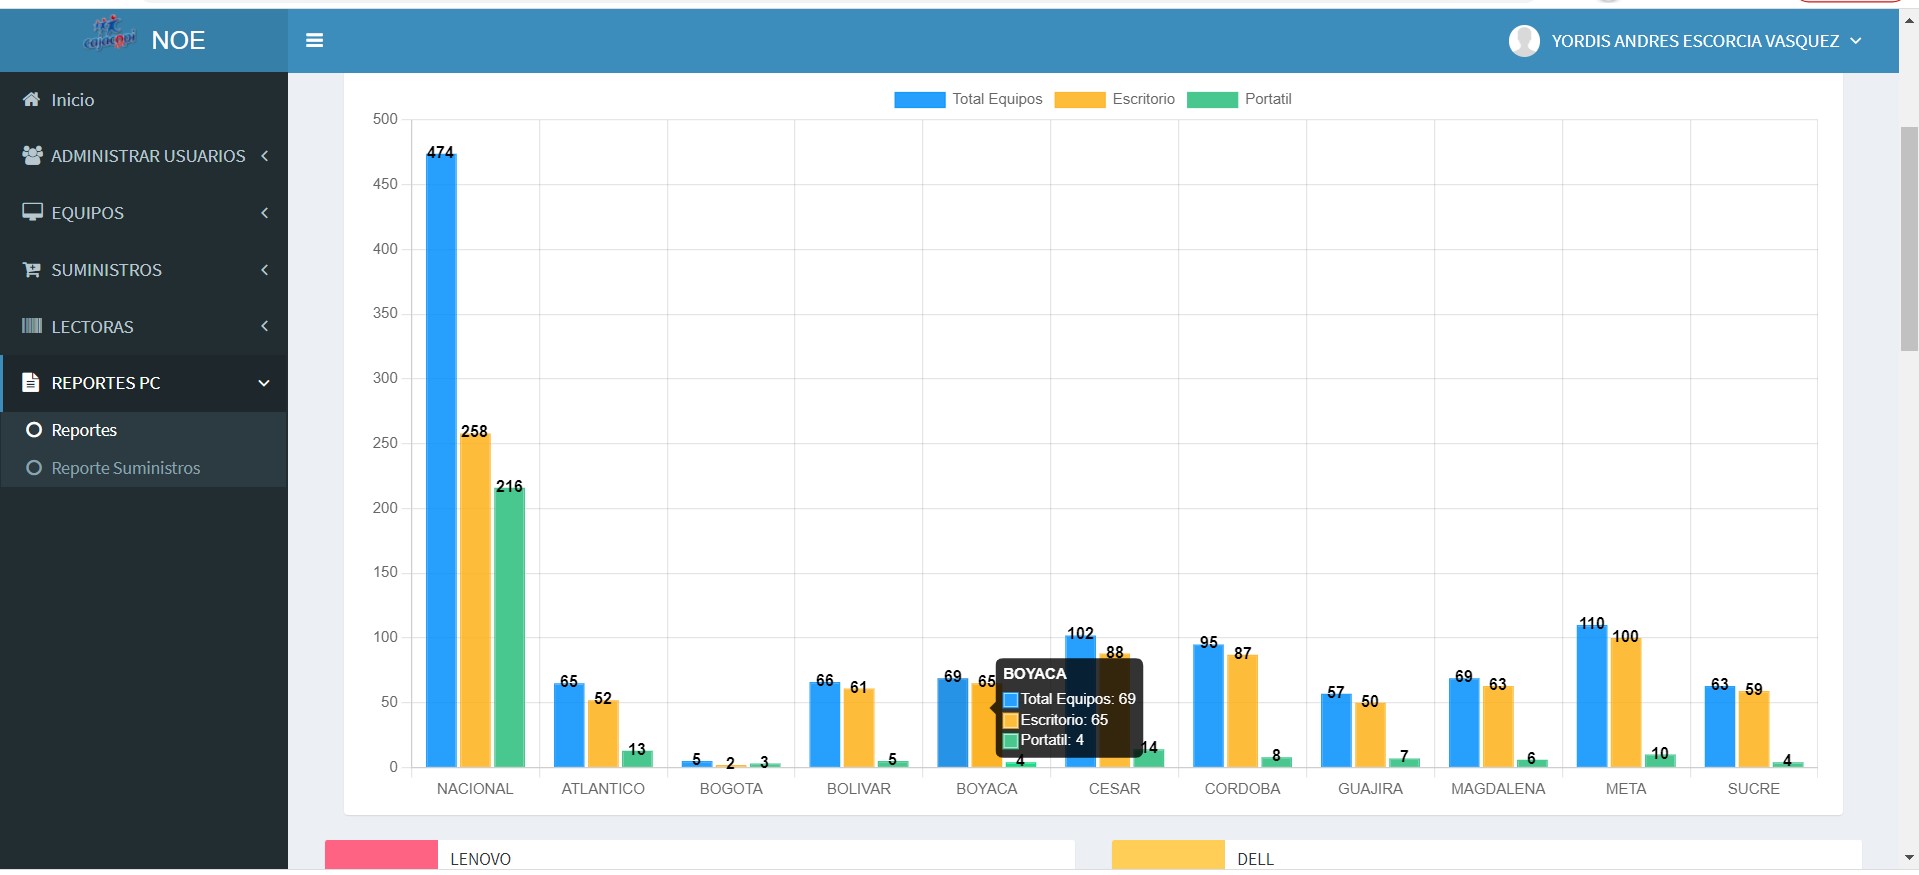 cajacopi NOE
YORDIS ANDRES ESCORCIA VASQUEZ
Inicio
ADMINISTRAR USUARIOS
EQUIPOS
SUMINISTROS
LECTORAS
REPORTES PC
Reportes
Reporte Suministros
Total Equipos Escritorio Portatil
500
450
400
350
300
250
200
150
100
50
0
474 258 216
65 52 13
5 2 3
66 61 5
69 65 4
102 88 14
95 87 8
57 50 7
69 63 6
110 100 10
63 59 4
BOYACA
Total Equipos: 69
Escritorio: 65
Portatil: 4
NACIONAL ATLANTICO BOGOTA BOLIVAR BOYACA CESAR CORDOBA GUAJIRA MAGDALENA META SUCRE
LENOVO DELL